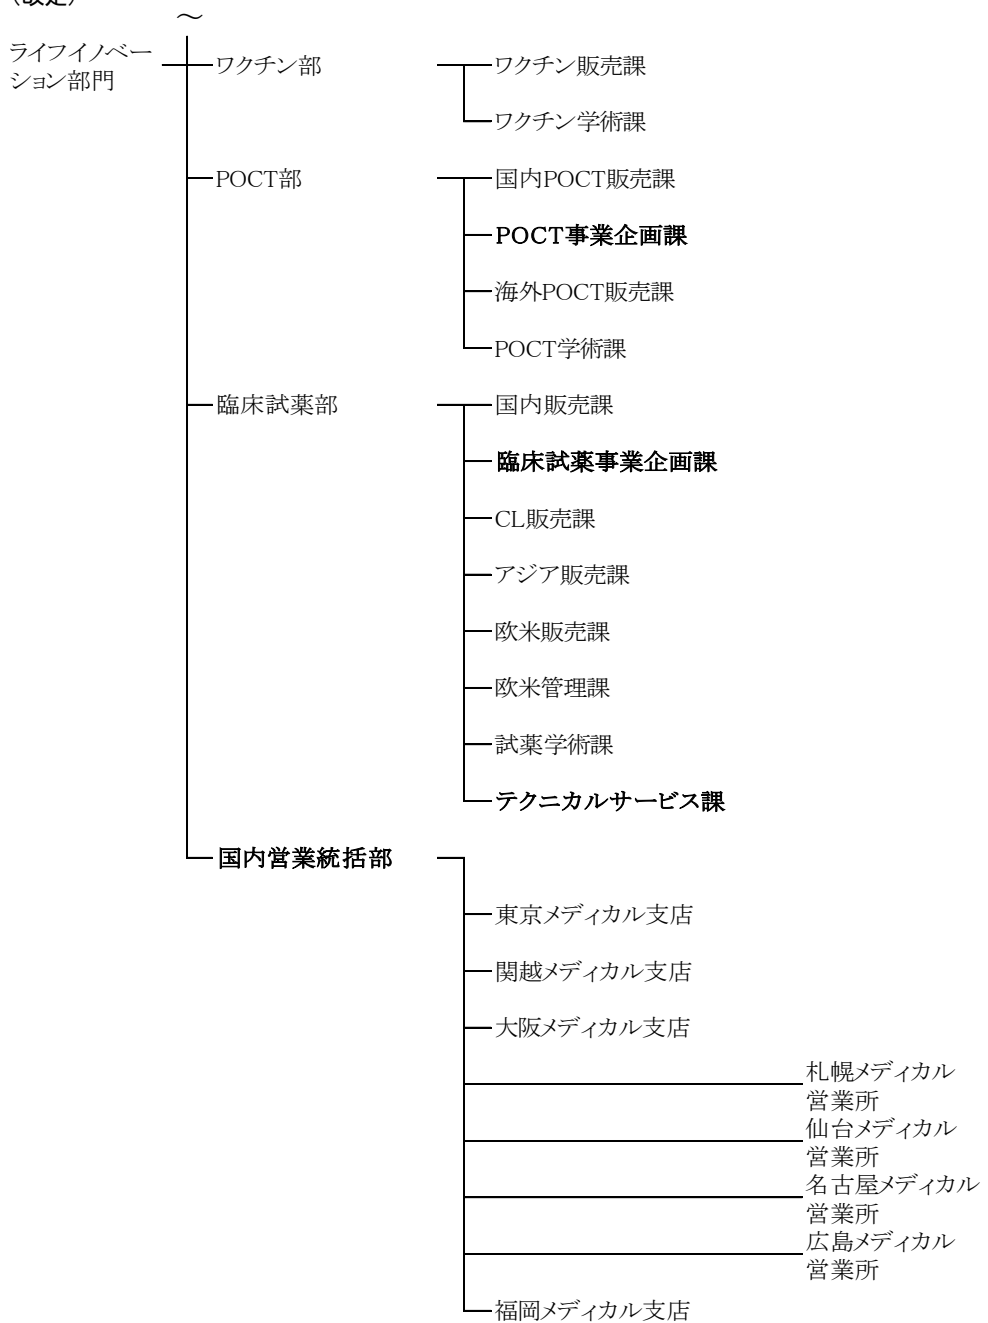 (改定)
～
ライフイノベー
ション部門
ワクチン部
ワクチン販売課
ワクチン学術課
POCT部
国内POCT販売課
POCT事業企画課
海外POCT販売課
POCT学術課
臨床試薬部
国内販売課
臨床試薬事業企画課
CL販売課
アジア販売課
欧米販売課
欧米管理課
試薬学術課
テクニカルサービス課
国内営業統括部
東京メディカル支店
関越メディカル支店
大阪メディカル支店
札幌メディカル
営業所
仙台メディカル
営業所
名古屋メディカル
営業所
広島メディカル
営業所
福岡メディカル支店